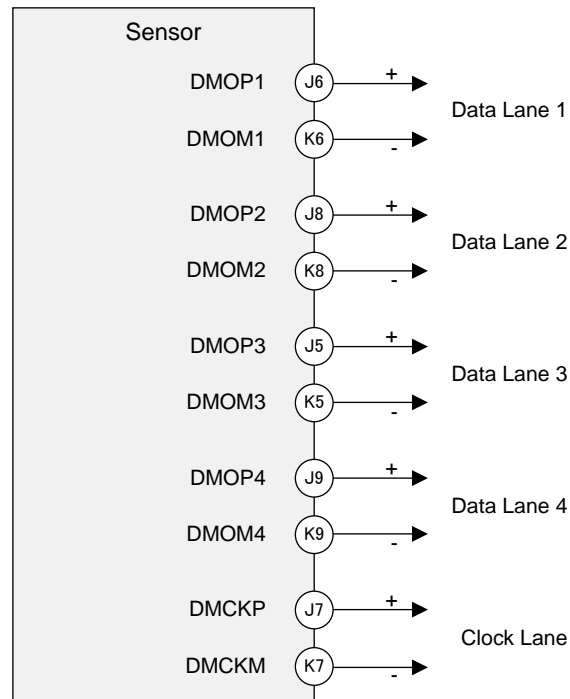 Sensor
DMOP1 J6 +
Data Lane 1
DMOM1 K6 -
DMOP2 J8 +
Data Lane 2
DMOM2 K8 -
DMOP3 J5 +
Data Lane 3
DMOM3 K5 -
DMOP4 J9 +
Data Lane 4
DMOM4 K9 -
DMCKP J7 +
Clock Lane
DMCKM K7 -